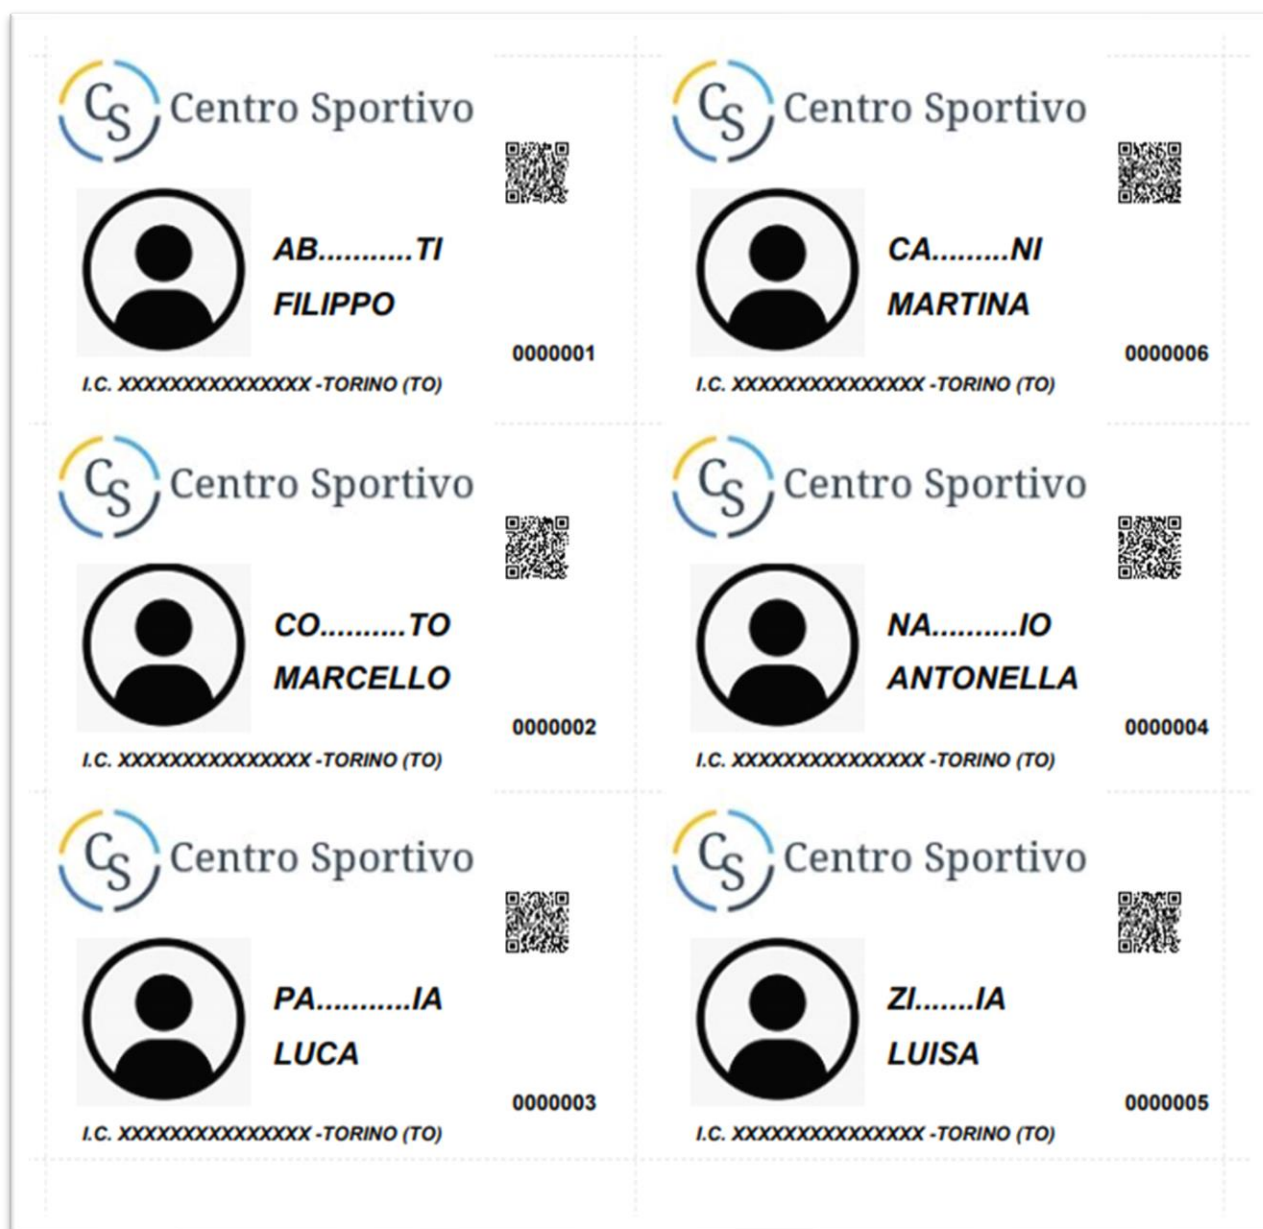 CS Centro Sportivo
AB...........TI
FILIPPO
0000001
I.C. XXXXXXXXXXXXXXX -TORINO (TO)
CS Centro Sportivo
CA.........NI
MARTINA
0000006
I.C. XXXXXXXXXXXXXXX -TORINO (TO)
CS Centro Sportivo
CO..........TO
MARCELLO
0000002
I.C. XXXXXXXXXXXXXXX -TORINO (TO)
CS Centro Sportivo
NA..........IO
ANTONELLA
0000004
I.C. XXXXXXXXXXXXXXX -TORINO (TO)
CS Centro Sportivo
PA...........IA
LUCA
0000003
I.C. XXXXXXXXXXXXXXX -TORINO (TO)
CS Centro Sportivo
ZI.......IA
LUISA
0000005
I.C. XXXXXXXXXXXXXXX -TORINO (TO)